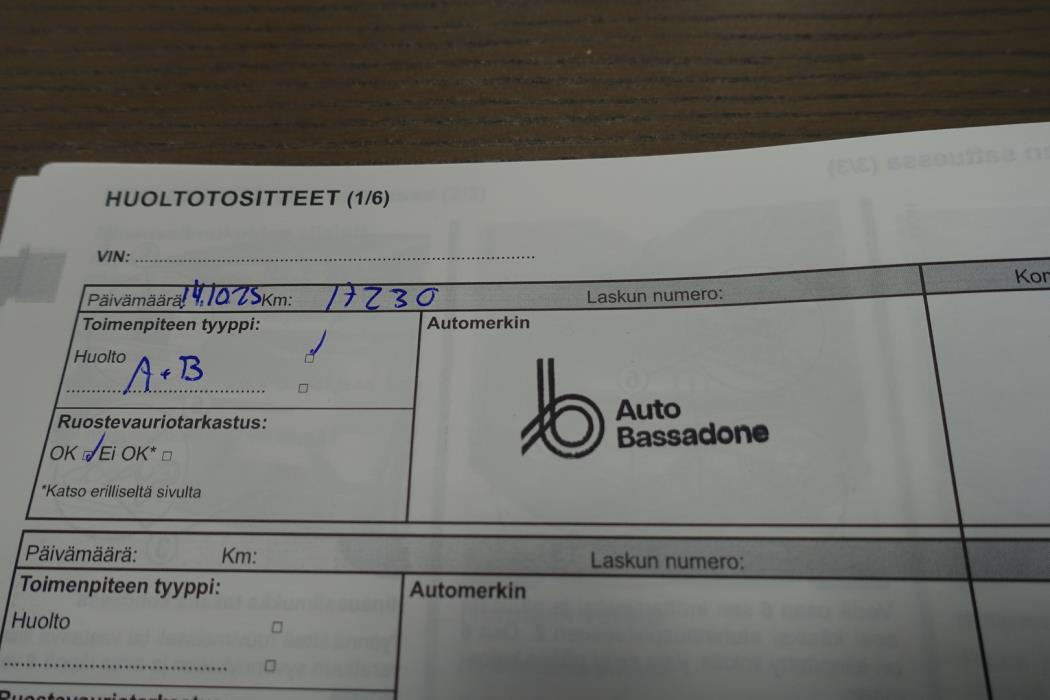 HUOLTOTOSITTEET (1/6)
VIN: ........................
Päivämäärä: 14.10.25 Km: 17230 Laskun numero:
Toimenpiteen tyyppi:
Huolto
A+B
Automerkin
Auto
Bassadone
Ruostevauriotarkastus:
OK Ei OK*
*Katso erilliseltä sivulta
Päivämäärä: Km: Laskun numero:
Toimenpiteen tyyppi:
Huolto
Automerkin